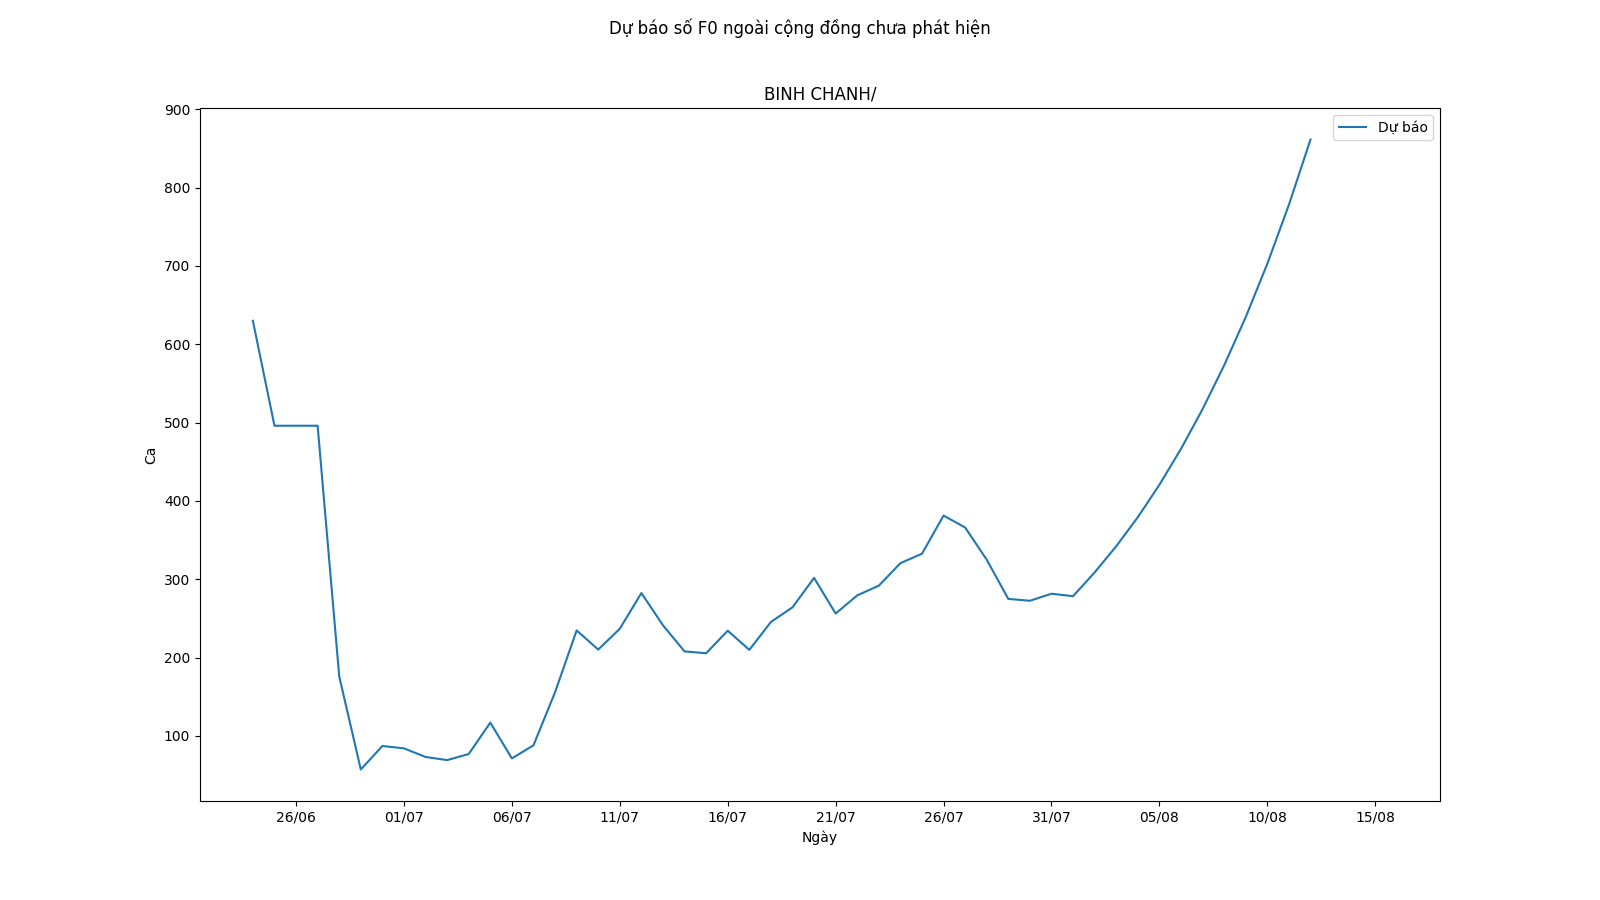 Dự báo số F0 ngoài cộng đồng chưa phát hiện
BINH CHANH/
Dự báo
900
800
700
600
500
400
300
200
100
Ca
26/06 01/07 06/07 11/07 16/07 21/07 26/07 31/07 05/08 10/08 15/08
Ngày